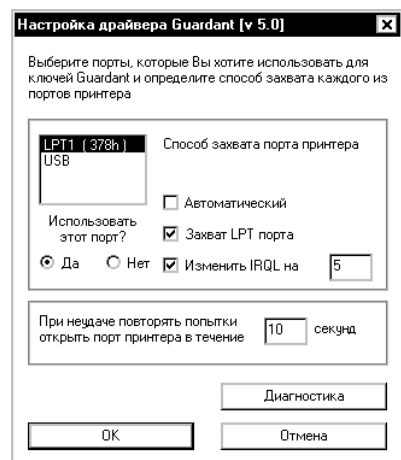 Настройка драйвера Guardant [v 5.0]
Выберите порты, которые Вы хотите использовать для
ключей Guardant и определите способ захвата каждого из
портов принтера
LPT1 (378h)
USB
Способ захвата порта принтера
Автоматический
Использовать
этот порт?
Захват LPT порта
Да
Нет
Изменить IRQL на
5
При неудаче повторять попытки
открыть порт принтера в течение
10
секунд
Диагностика
OK
Отмена